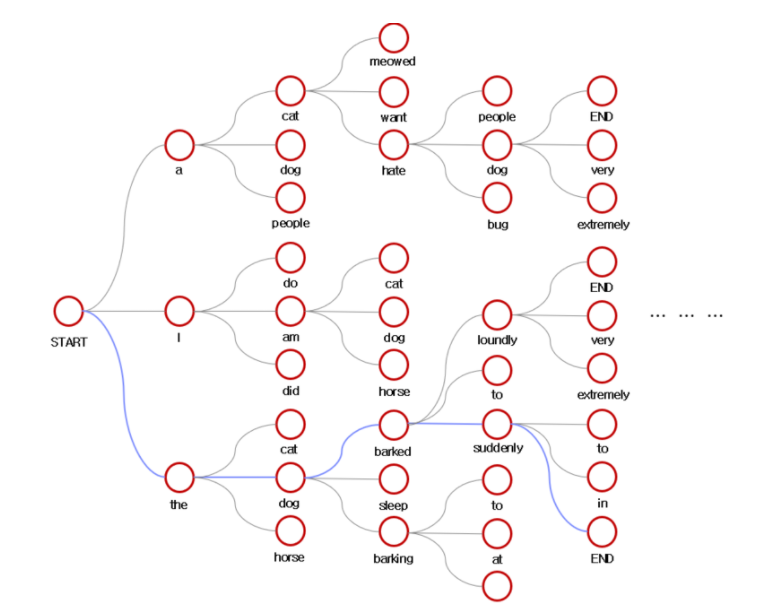 meowed
cat want people END
a dog hate dog very
people bug extremely
do cat END
START I am dog loundly very ... ... ...
did horse to extremely
cat barked suddenly to
the dog sleep to in
horse barking at END